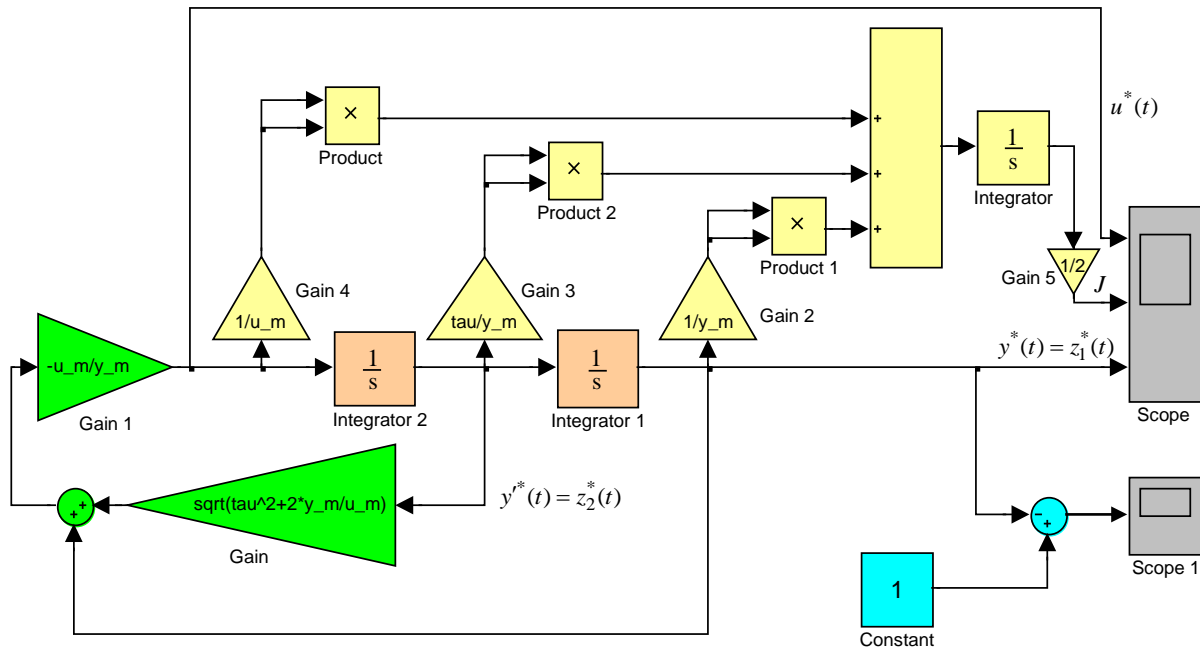 u*(t)
×
Product
1/s
Integrator
×
Product 2
+
+
+
×
Product 1
1/2
Gain 5
J
Gain 4
1/u_m
Gain 3
tau/y_m
Gain 2
1/y_m
y*(t) = z₁*(t)
-u_m/y_m
Gain 1
1/s
Integrator 2
1/s
Integrator 1
Scope
sqrt(tau^2+2*y_m/u_m)
Gain
y′*(t) = z₂*(t)
+
+
−
+
Scope 1
1
Constant